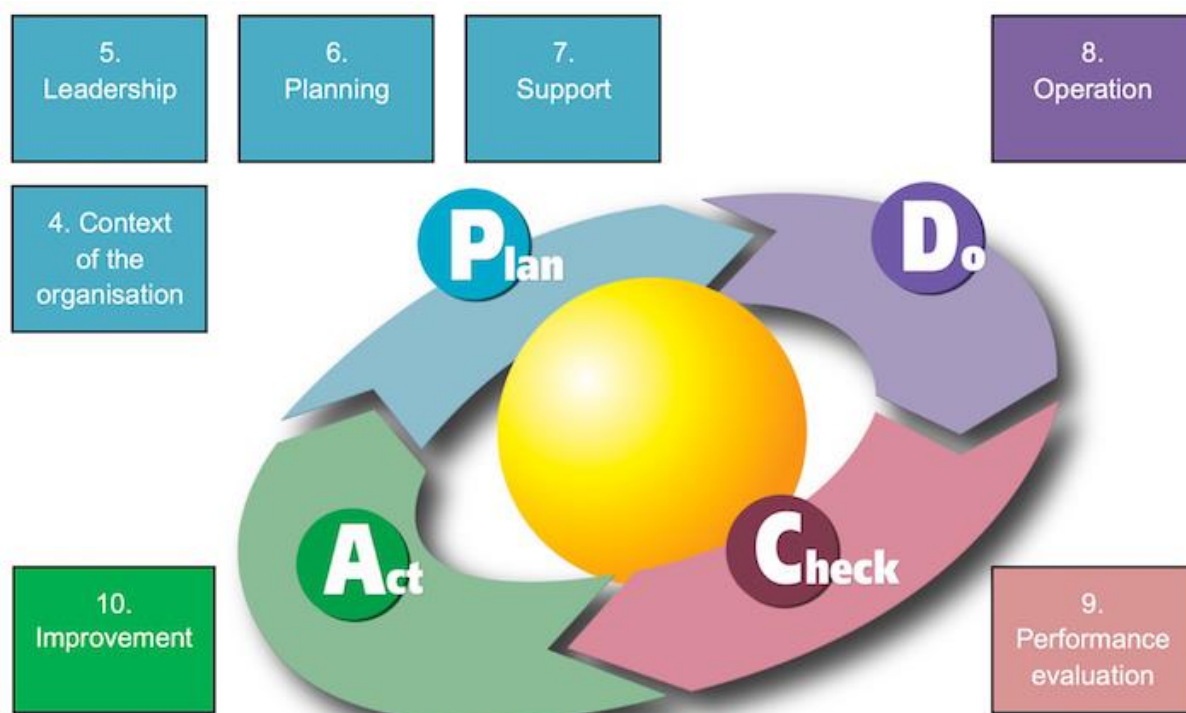 5.
Leadership
6.
Planning
7.
Support
8.
Operation
4. Context
of the
organisation
Plan
Do
Act
Check
10.
Improvement
9.
Performance
evaluation